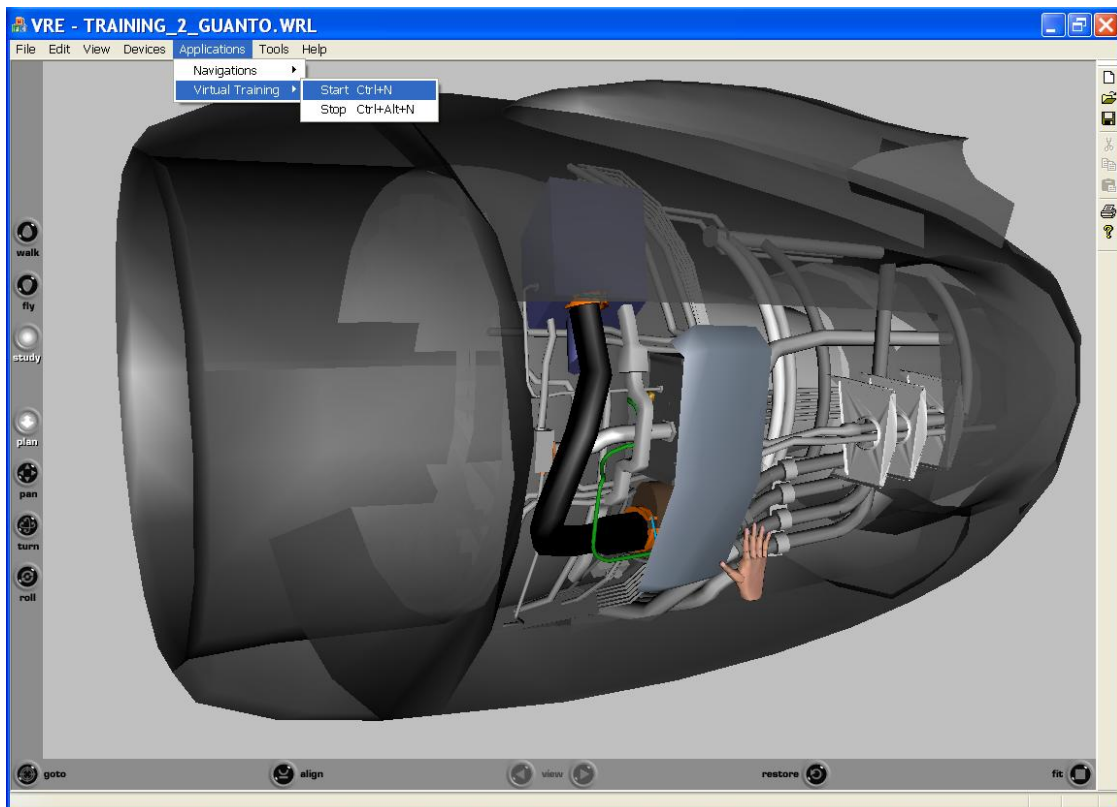 VRE - TRAINING_2_GUANTO.WRL
File Edit View Devices Applications Tools Help
Navigations
Virtual Training
Start Ctrl+N
Stop Ctrl+Alt+N
walk
fly
study
plan
pan
turn
roll
goto align view restore fit